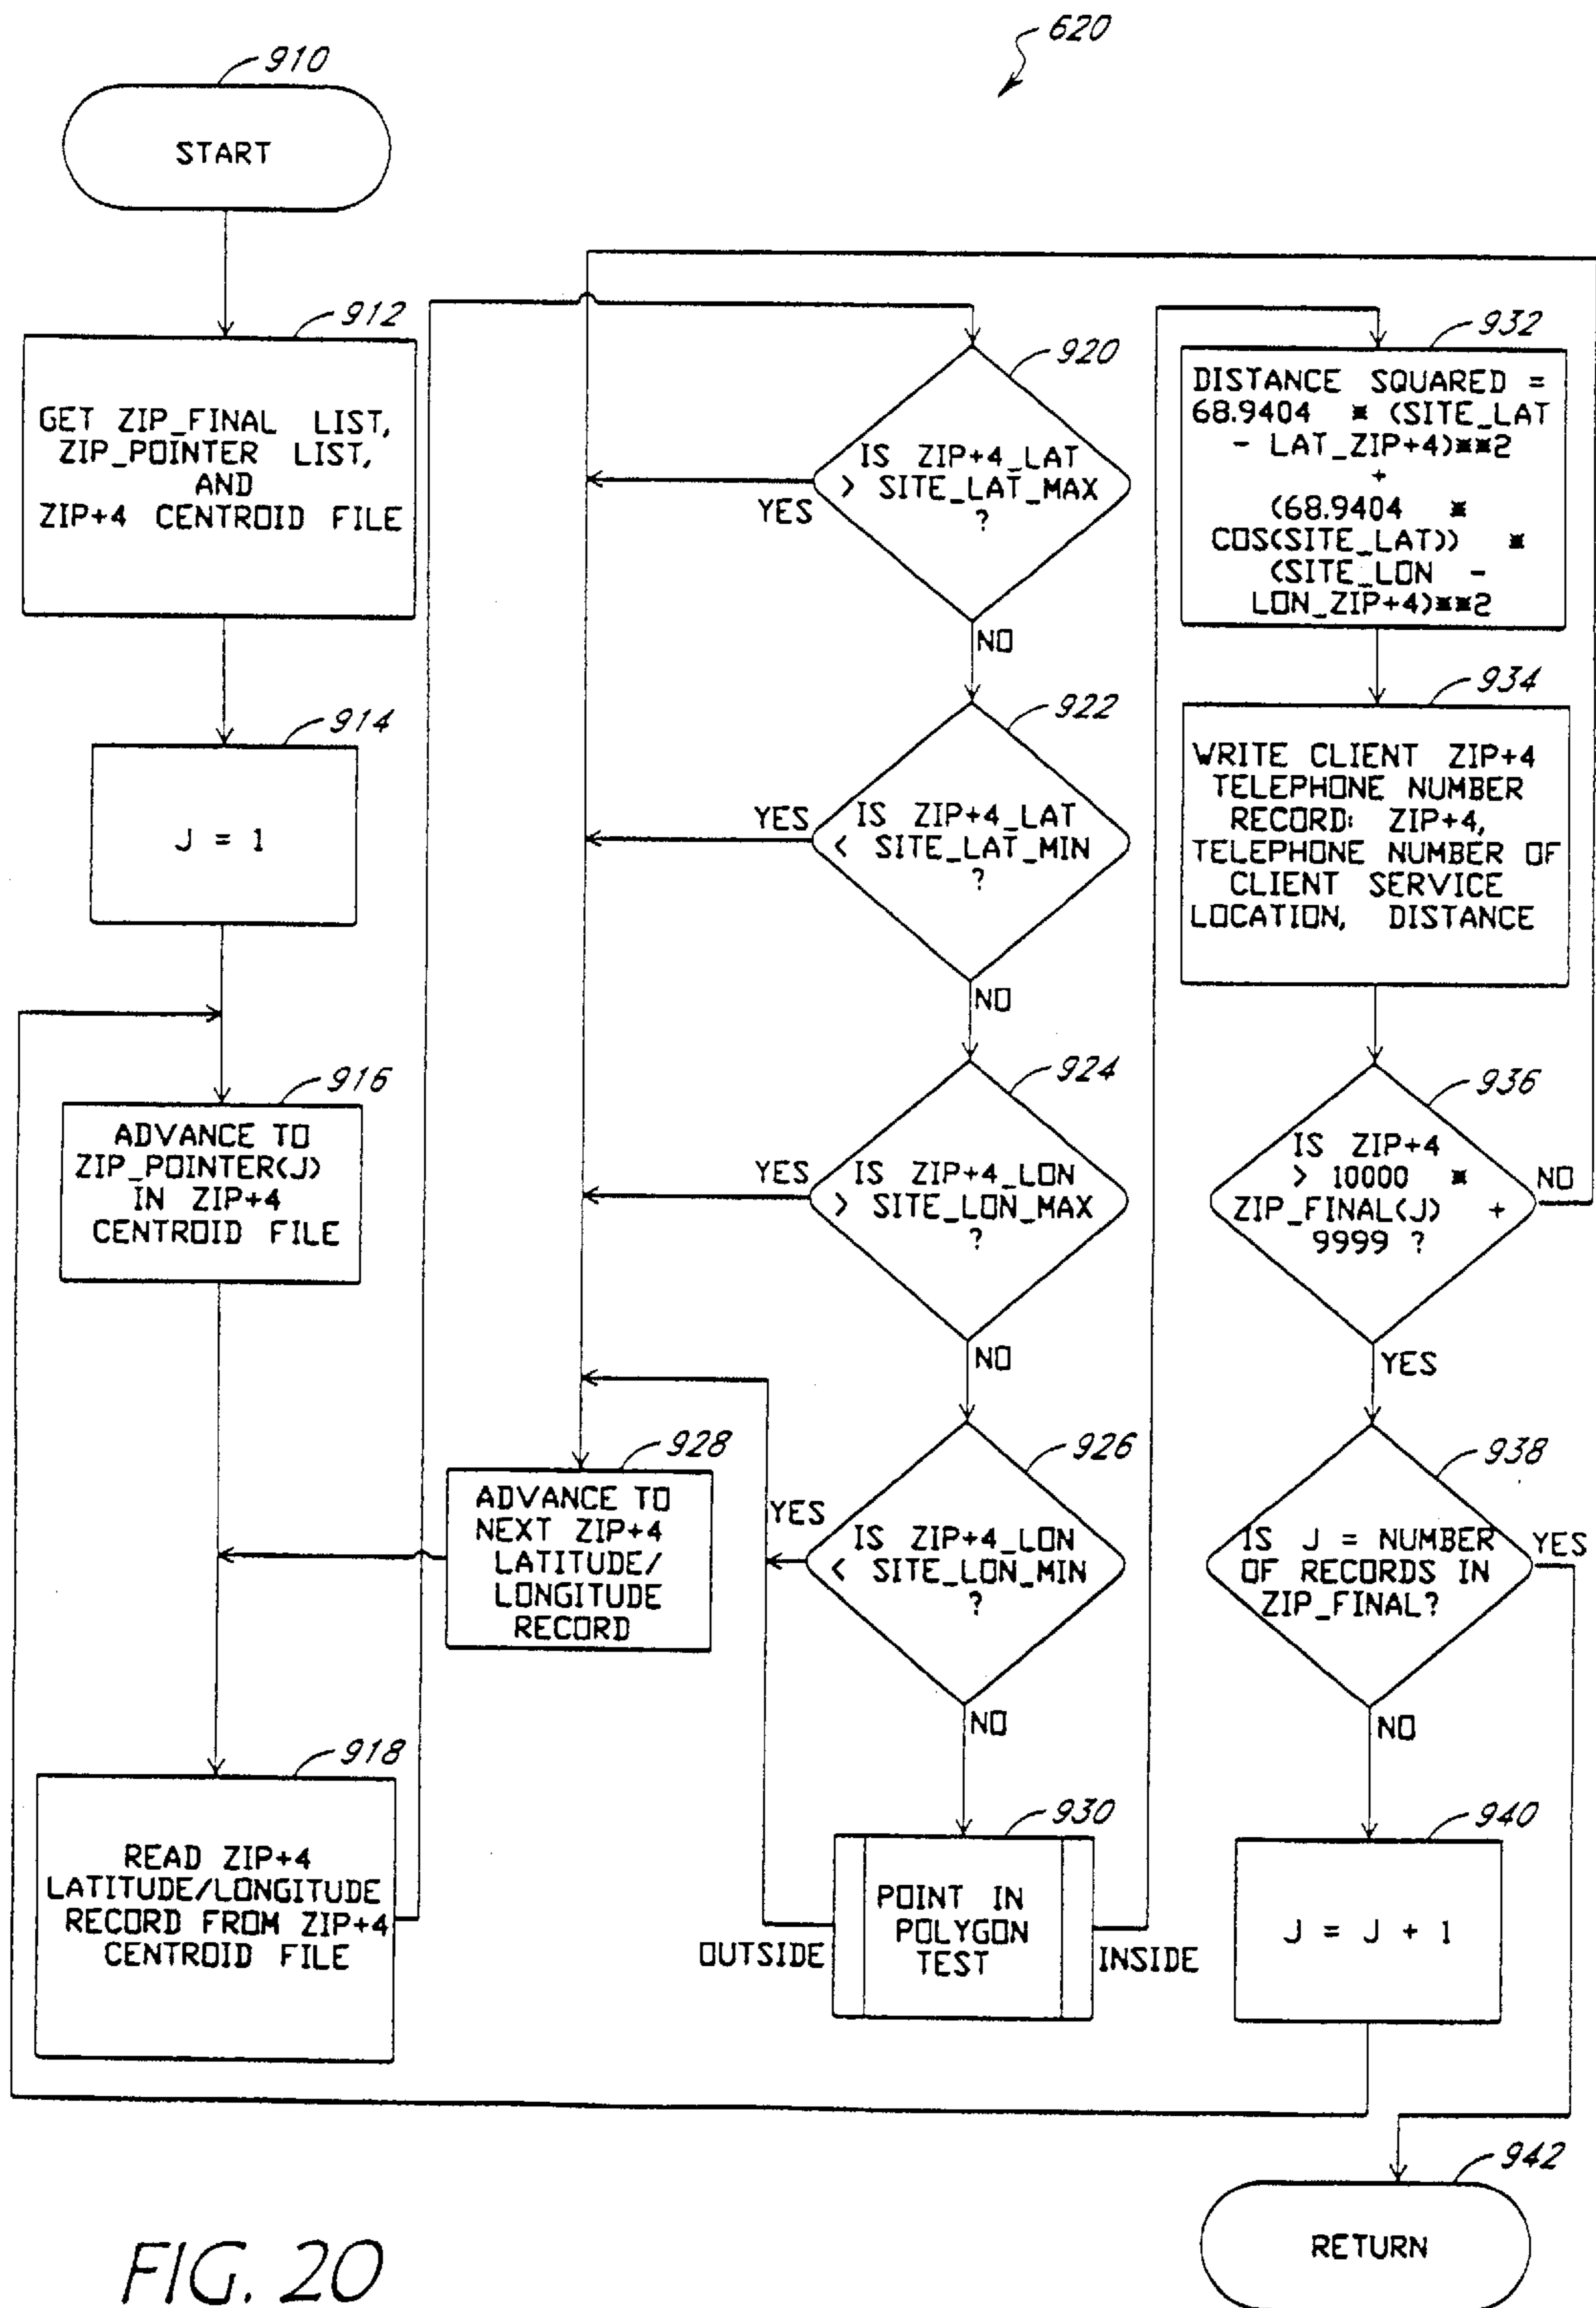 620
910
START
912
GET ZIP_FINAL LIST,
ZIP_POINTER LIST,
AND
ZIP+4 CENTROID FILE
914
J = 1
916
ADVANCE TO
ZIP_POINTER(J)
IN ZIP+4
CENTROID FILE
918
READ ZIP+4
LATITUDE/LONGITUDE
RECORD FROM ZIP+4
CENTROID FILE
920
IS ZIP+4_LAT
> SITE_LAT_MAX
?
YES
NO
922
IS ZIP+4_LAT
< SITE_LAT_MIN
?
YES
NO
924
IS ZIP+4_LON
> SITE_LON_MAX
?
YES
NO
926
IS ZIP+4_LON
< SITE_LON_MIN
?
YES
NO
928
ADVANCE TO
NEXT ZIP+4
LATITUDE/
LONGITUDE
RECORD
930
POINT IN
POLYGON
TEST
OUTSIDE
INSIDE
932
DISTANCE SQUARED =
68.9404 * (SITE_LAT
- LAT_ZIP+4)**2
+
(68.9404 *
COS(SITE_LAT)) *
(SITE_LON -
LON_ZIP+4)**2
934
WRITE CLIENT ZIP+4
TELEPHONE NUMBER
RECORD: ZIP+4,
TELEPHONE NUMBER OF
CLIENT SERVICE
LOCATION, DISTANCE
936
IS ZIP+4
> 10000 *
ZIP_FINAL(J) +
9999 ?
NO
YES
938
IS J = NUMBER
OF RECORDS IN
ZIP_FINAL?
YES
NO
940
J = J + 1
942
RETURN
FIG. 20